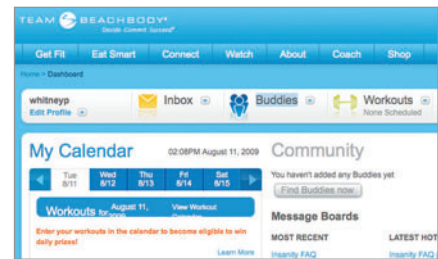 TEAM BEACHBODY®
Decide. Commit. Succeed.®
Get Fit Eat Smart Connect Watch About Coach Shop
Home > Dashboard
whitneyp Inbox Buddies Workouts
Edit Profile None Scheduled
My Calendar 02:08PM August 11, 2009
Tue 8/11 Wed 8/12 Thu 8/13 Fri 8/14 Sat 8/15
Workouts for August 11, 2009 View Workout Calendar
Enter your workouts in the calendar to become eligible to win
daily prizes!
Learn More
Community
You haven't added any Buddies yet
Find Buddies now
Message Boards
MOST RECENT LATEST HOT
Insanity FAQ Insanity FAQ